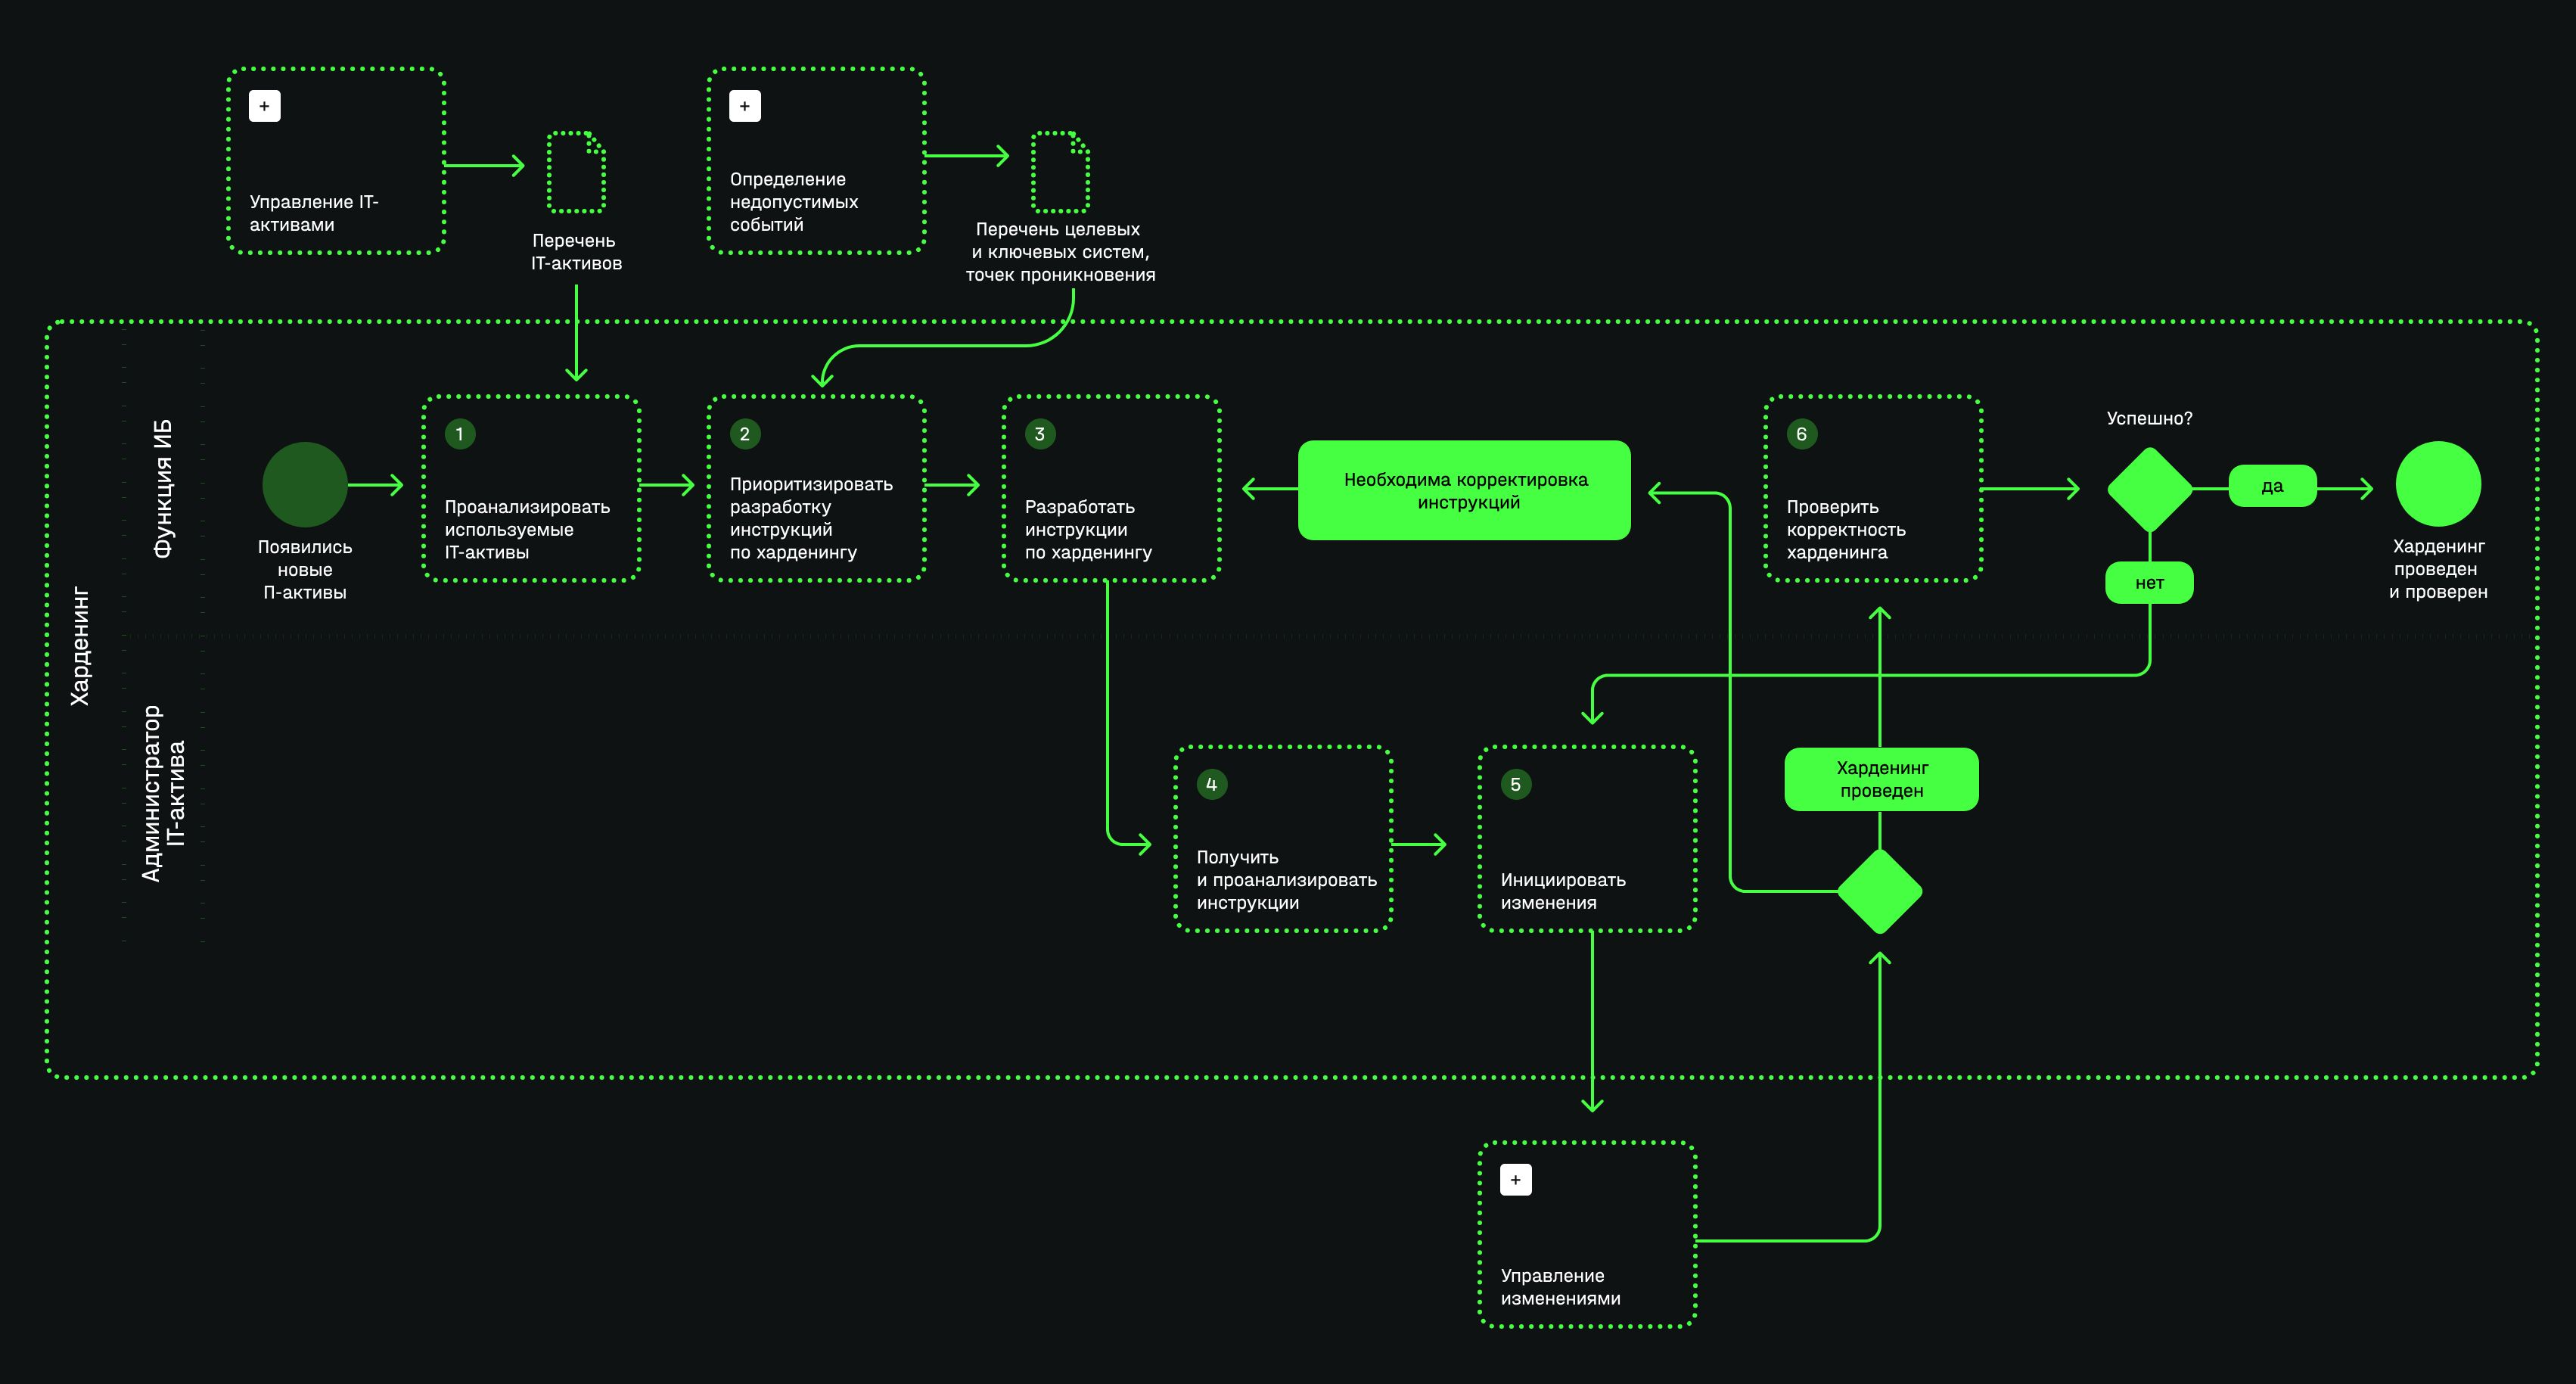 +
Управление IT-
активами
Перечень
IT-активов
+
Определение
недопустимых
событий
Перечень целевых
и ключевых систем,
точек проникновения
Харденинг
Функция ИБ
Появились
новые
П-активы
1
Проанализировать
используемые
IT-активы
2
Приоритизировать
разработку
инструкций
по харденингу
3
Разработать
инструкции
по харденингу
Необходима корректировка
инструкций
6
Проверить
корректность
харденинга
Успешно?
да
нет
Харденинг
проведен
и проверен
Администратор
IT-актива
4
Получить
и проанализировать
инструкции
5
Инициировать
изменения
Харденинг
проведен
+
Управление
изменениями